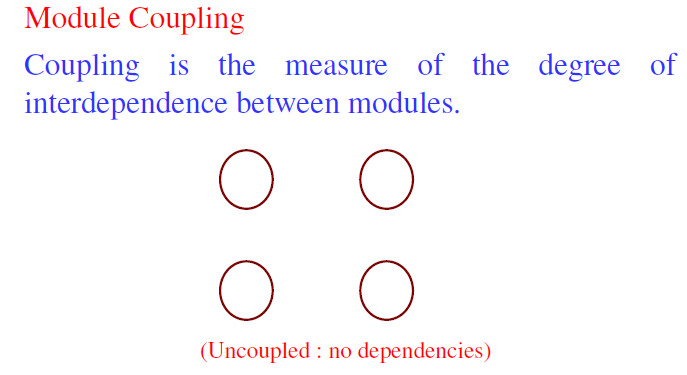 Module Coupling
Coupling is the measure of the degree of
interdependence between modules.
(Uncoupled : no dependencies)